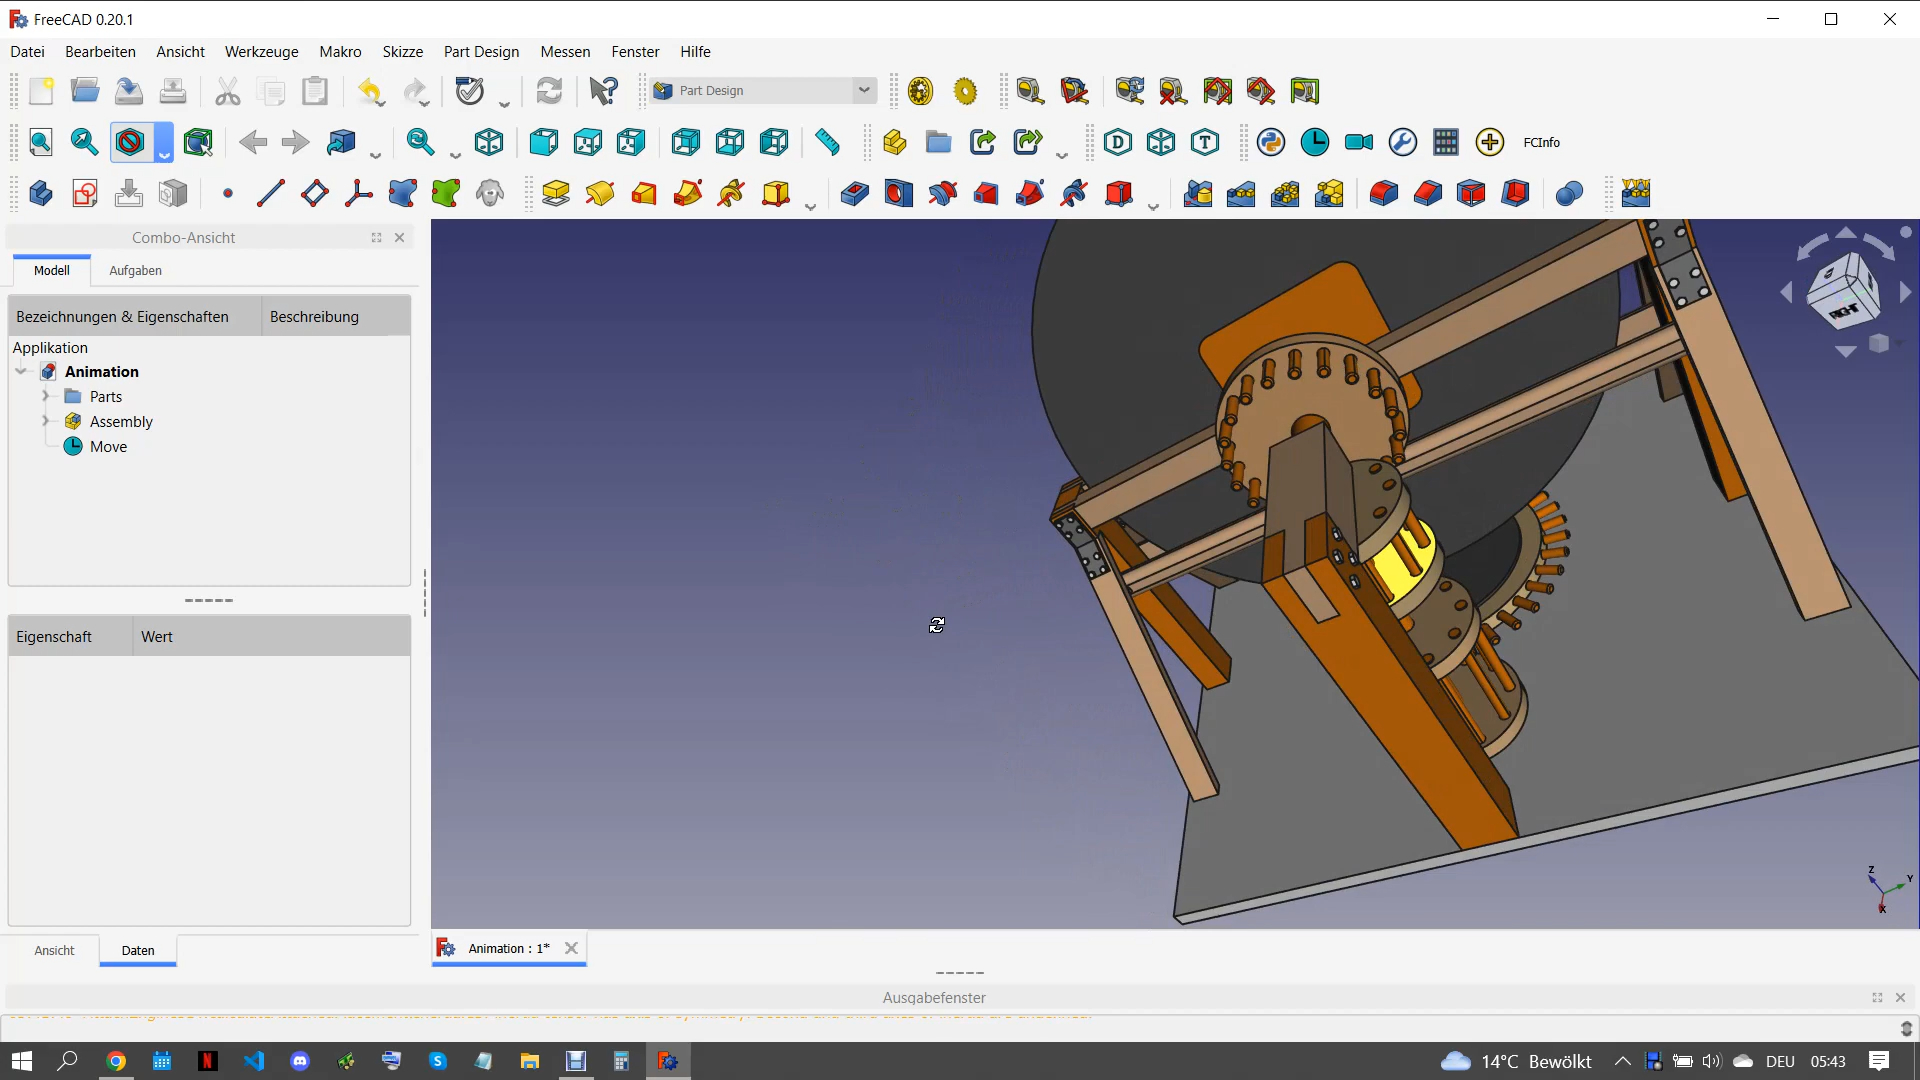 FreeCAD 0.20.1
Datei Bearbeiten Ansicht Werkzeuge Makro Skizze Part Design Messen Fenster Hilfe
Part Design
FCInfo
Combo-Ansicht
Modell Aufgaben
Bezeichnungen & Eigenschaften Beschreibung
Applikation
Animation
Parts
Assembly
Move
Eigenschaft Wert
Ansicht Daten
RIGHT
Z
Y
X
Animation : 1*
Ausgabefenster
14°C Bewölkt DEU 05:43